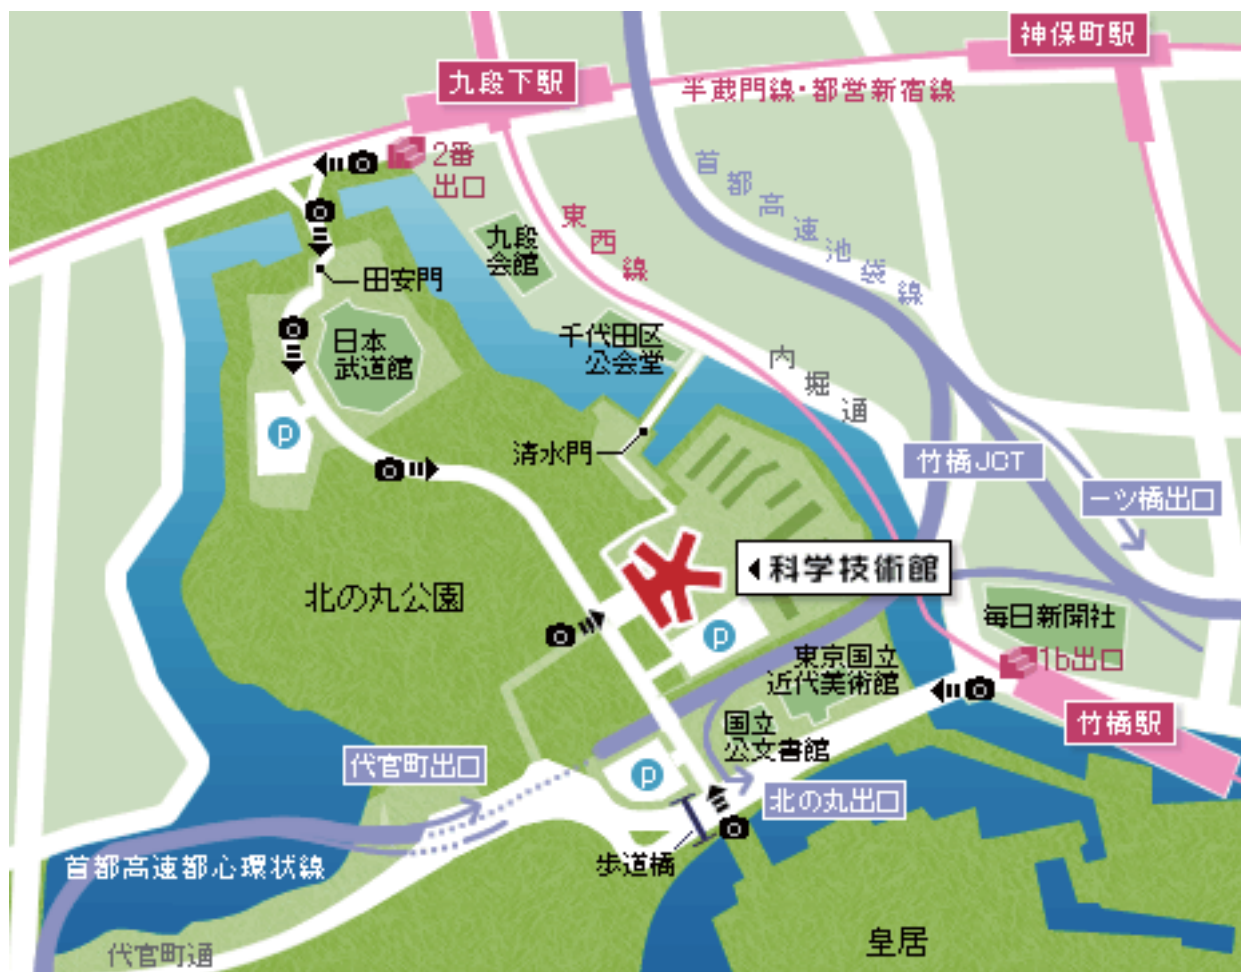 神保町駅
九段下駅
半蔵門線・都営新宿線
2番
出口
首都高速池袋線
東西線
九段
会館
田安門
日本
武道館
千代田区
公会堂
内堀通
P
清水門
竹橋JCT
一ツ橋出口
科学技術館
北の丸公園
毎日新聞社
P
東京国立
近代美術館
1b出口
竹橋駅
国立
公文書館
代官町出口
P
北の丸出口
歩道橋
首都高速都心環状線
皇居
代官町通